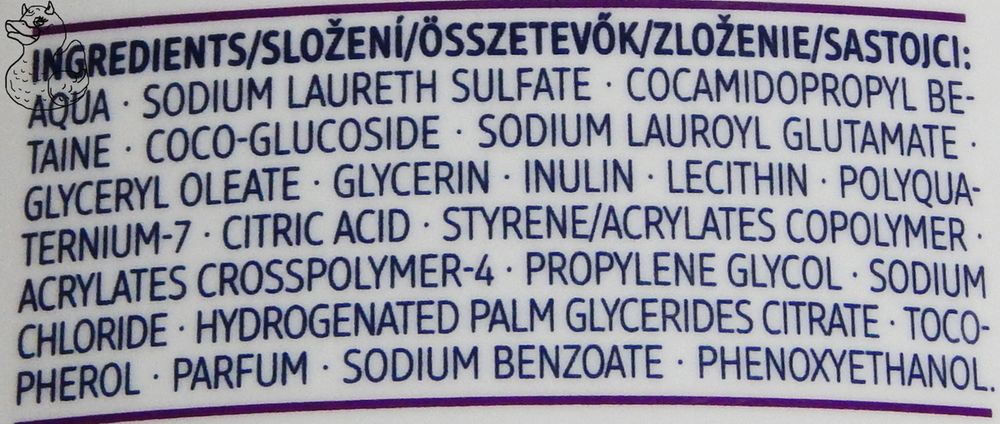 INGREDIENTS/SLOŽENÍ/ÖSSZETEVŐK/ZLOŽENIE/SASTOJCI:
AQUA · SODIUM LAURETH SULFATE · COCAMIDOPROPYL BE-
TAINE · COCO-GLUCOSIDE · SODIUM LAUROYL GLUTAMATE ·
GLYCERYL OLEATE · GLYCERIN · INULIN · LECITHIN · POLYQUA-
TERNIUM-7 · CITRIC ACID · STYRENE/ACRYLATES COPOLYMER ·
ACRYLATES CROSSPOLYMER-4 · PROPYLENE GLYCOL · SODIUM
CHLORIDE · HYDROGENATED PALM GLYCERIDES CITRATE · TOCO-
PHEROL · PARFUM · SODIUM BENZOATE · PHENOXYETHANOL.